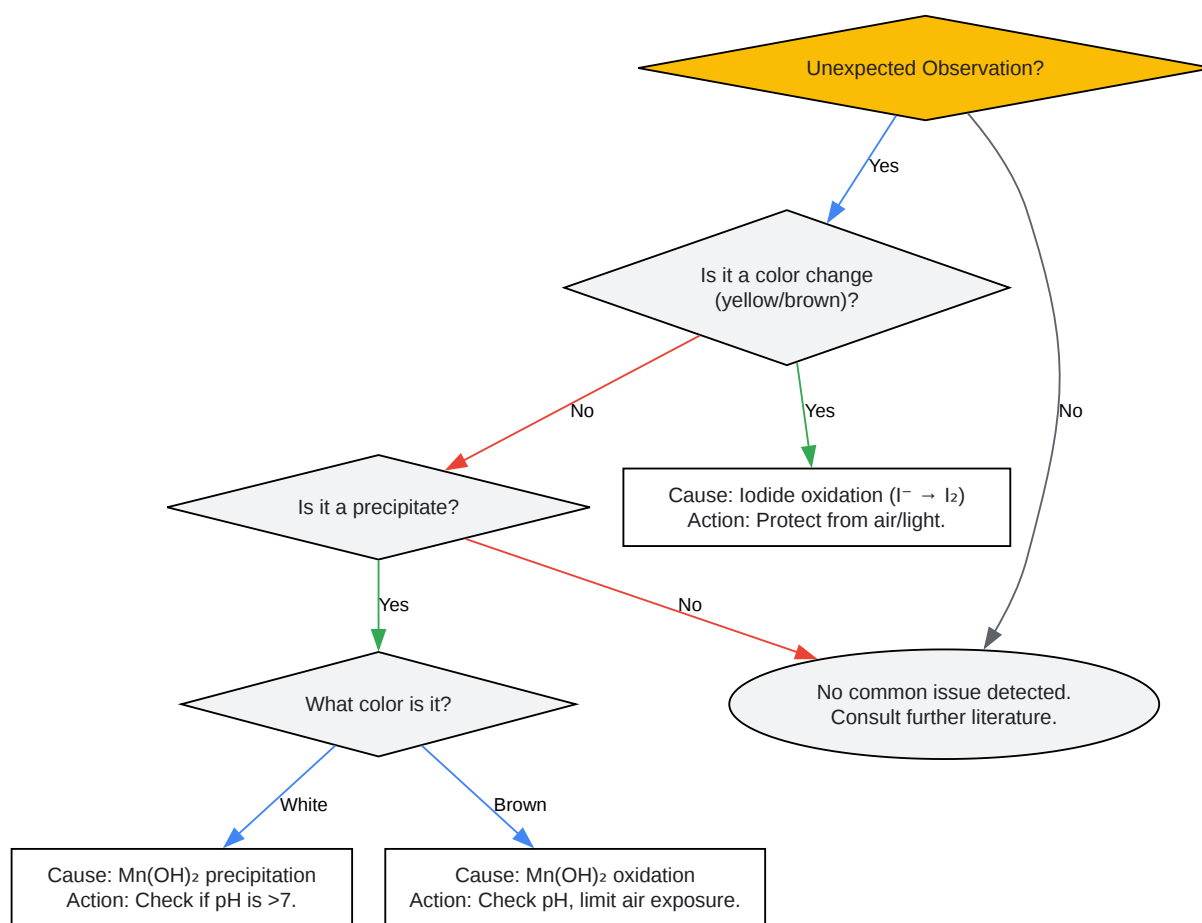 Unexpected Observation?
Yes
Is it a color change
(yellow/brown)?
No
Yes
No
Cause: Iodide oxidation (I⁻ → I₂)
Action: Protect from air/light.
Is it a precipitate?
Yes
No
No common issue detected.
Consult further literature.
What color is it?
White
Brown
Cause: Mn(OH)₂ precipitation
Action: Check if pH is >7.
Cause: Mn(OH)₂ oxidation
Action: Check pH, limit air exposure.